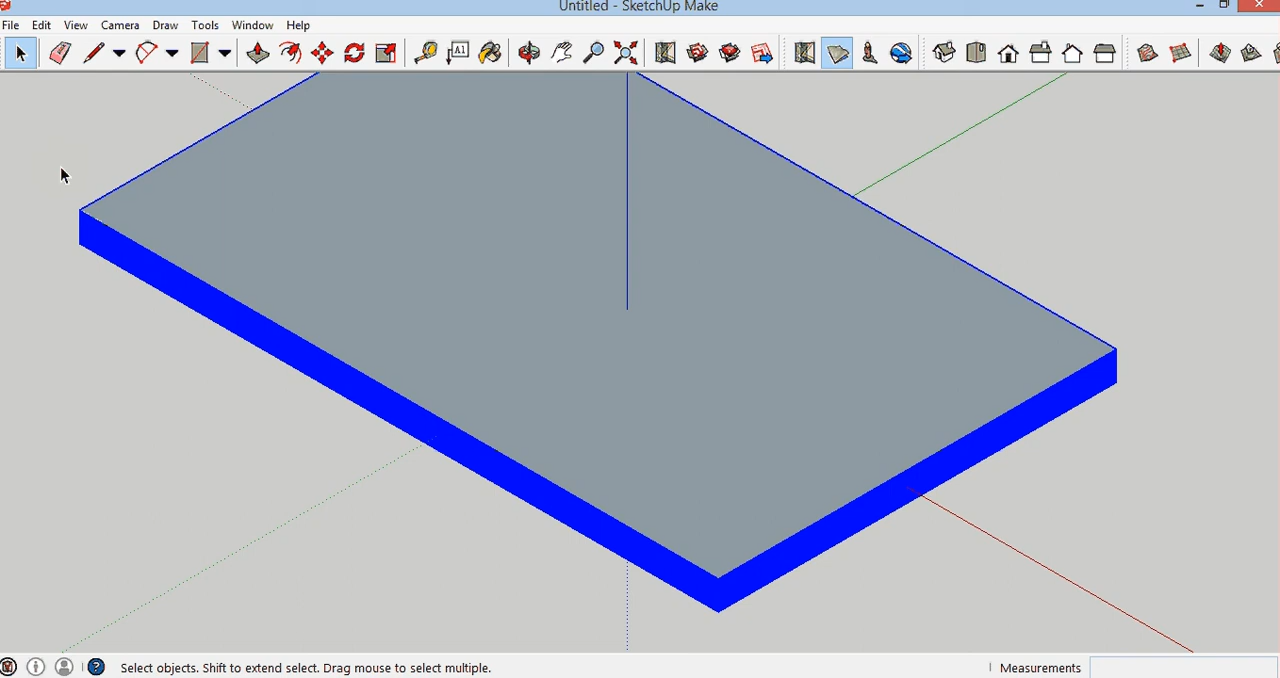 Untitled - SketchUp Make
File Edit View Camera Draw Tools Window Help
A1
Select objects. Shift to extend select. Drag mouse to select multiple.
Measurements